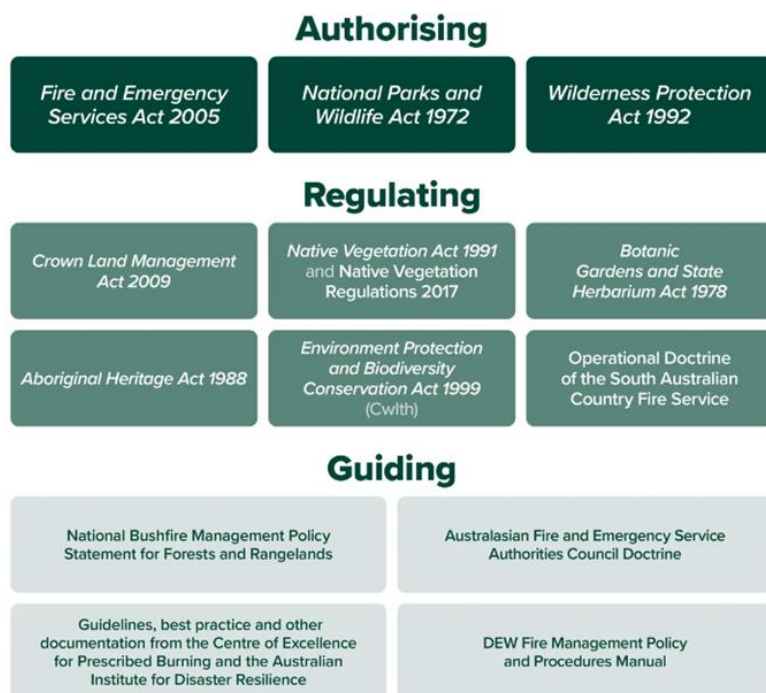 Authorising
Fire and Emergency
Services Act 2005
National Parks and
Wildlife Act 1972
Wilderness Protection
Act 1992
Regulating
Crown Land Management
Act 2009
Native Vegetation Act 1991
and Native Vegetation
Regulations 2017
Botanic
Gardens and State
Herbarium Act 1978
Aboriginal Heritage Act 1988
Environment Protection
and Biodiversity
Conservation Act 1999
(Cwlth)
Operational Doctrine
of the South Australian
Country Fire Service
Guiding
National Bushfire Management Policy
Statement for Forests and Rangelands
Australasian Fire and Emergency Service
Authorities Council Doctrine
Guidelines, best practice and other
documentation from the Centre of Excellence
for Prescribed Burning and the Australian
Institute for Disaster Resilience
DEW Fire Management Policy
and Procedures Manual